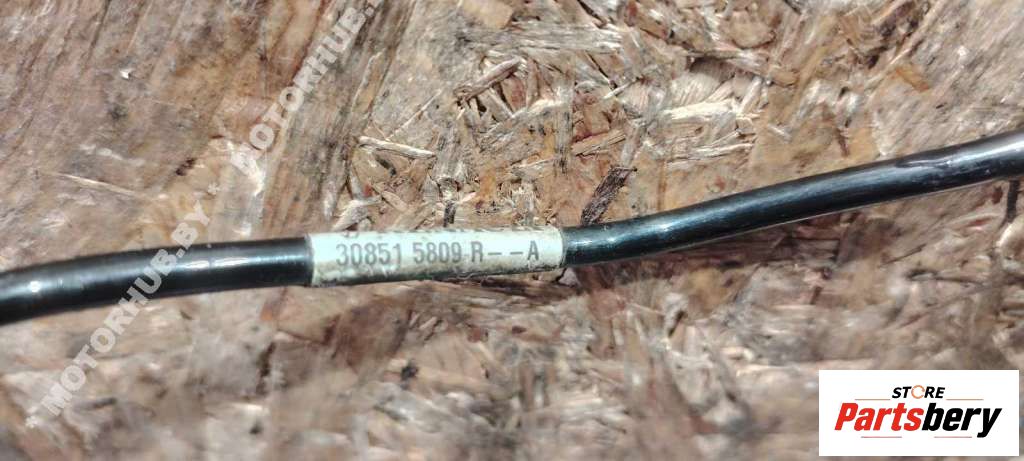 * MOTORHUB.BY * MOTORHUB.BY
30851 5809 R--A
STORE
Partsbery